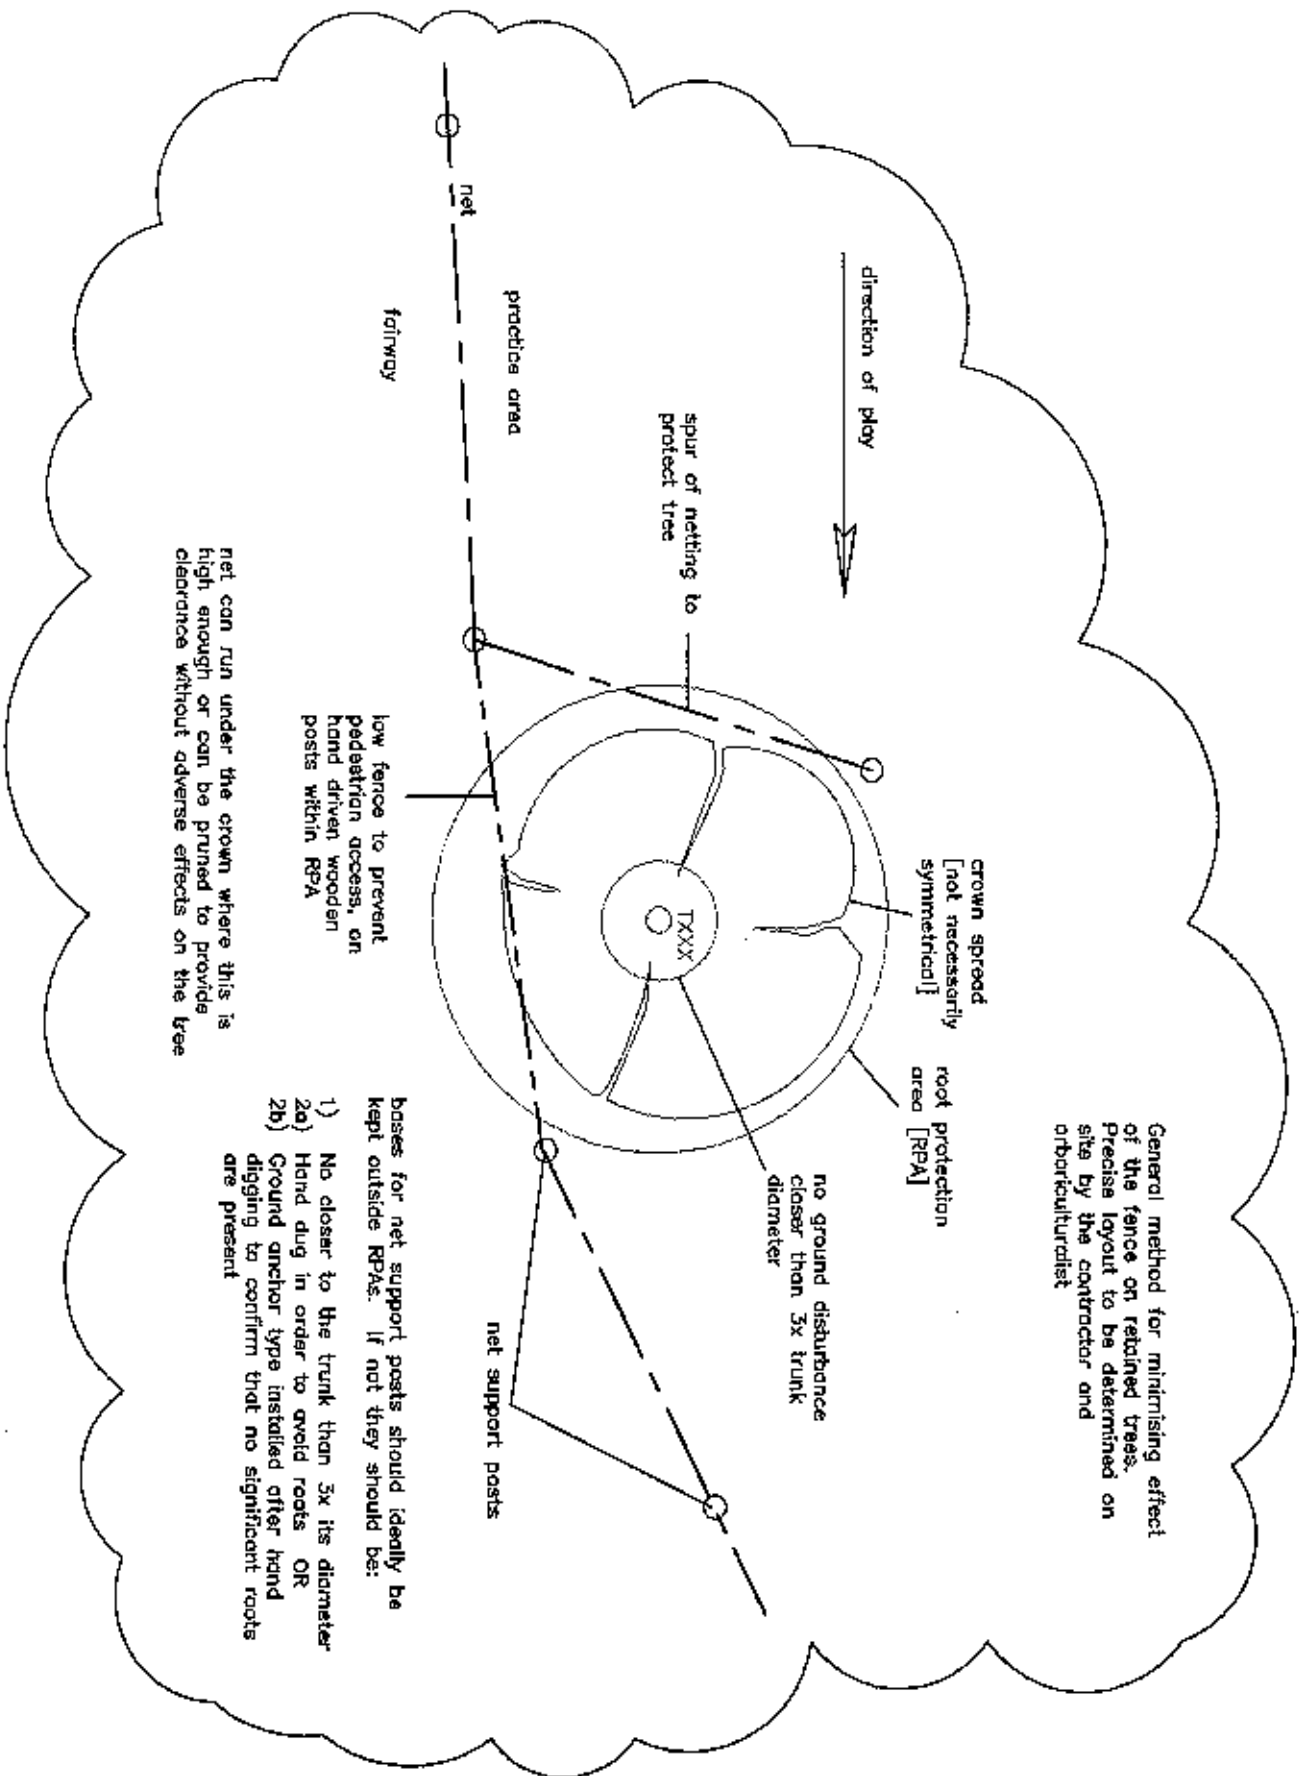 General method for minimising effect
of the fence on retained trees.
Precise layout to be determined on
site by the contractor and
arboriculturalist
direction of play
crown spread
[not necessarily
symmetrical]
root protection
area [RPA]
spur of netting to
protect tree
no ground disturbance
closer than 3x trunk
diameter
TXXX
net
practice area
fairway
low fence to prevent
pedestrian access, on
hand driven wooden
posts within RPA
net support posts
bases for net support posts should ideally be
kept outside RPAs. If not they should be:
1) No closer to the trunk than 3x its diameter
2a) Hand dug in order to avoid roots OR
2b) Ground anchor type installed after hand
digging to confirm that no significant roots
are present
net can run under the crown where this is
high enough or can be pruned to provide
clearance without adverse effects on the tree